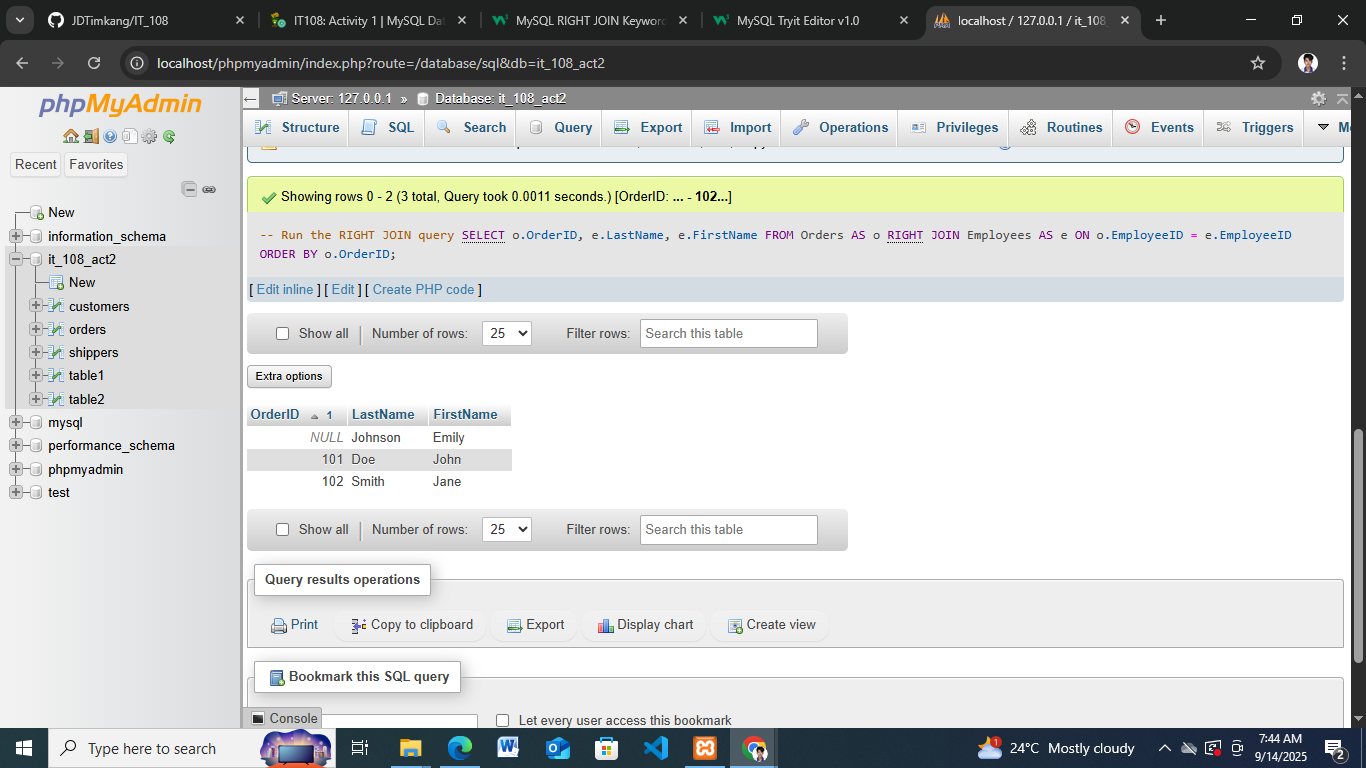 JDTimkang/IT_108
IT108: Activity 1 | MySQL Dat
MySQL RIGHT JOIN Keyword
MySQL Tryit Editor v1.0
localhost / 127.0.0.1 / it_108
localhost/phpmyadmin/index.php?route=/database/sql&db=it_108_act2
phpMyAdmin
Recent
Favorites
New
information_schema
it_108_act2
New
customers
orders
shippers
table1
table2
mysql
performance_schema
phpmyadmin
test
Server: 127.0.0.1 » Database: it_108_act2
Structure
SQL
Search
Query
Export
Import
Operations
Privileges
Routines
Events
Triggers
Showing rows 0 - 2 (3 total, Query took 0.0011 seconds.) [OrderID: ... - 102...]
-- Run the RIGHT JOIN query SELECT o.OrderID, e.LastName, e.FirstName FROM Orders AS o RIGHT JOIN Employees AS e ON o.EmployeeID = e.EmployeeID
ORDER BY o.OrderID;
[ Edit inline ] [ Edit ] [ Create PHP code ]
Show all | Number of rows: 25 Filter rows: Search this table
Extra options
OrderID 1 LastName FirstName
NULL Johnson Emily
101 Doe John
102 Smith Jane
Show all | Number of rows: 25 Filter rows: Search this table
Query results operations
Print
Copy to clipboard
Export
Display chart
Create view
Bookmark this SQL query
Console
Let every user access this bookmark
Type here to search
24°C Mostly cloudy
7:44 AM
9/14/2025
1
2